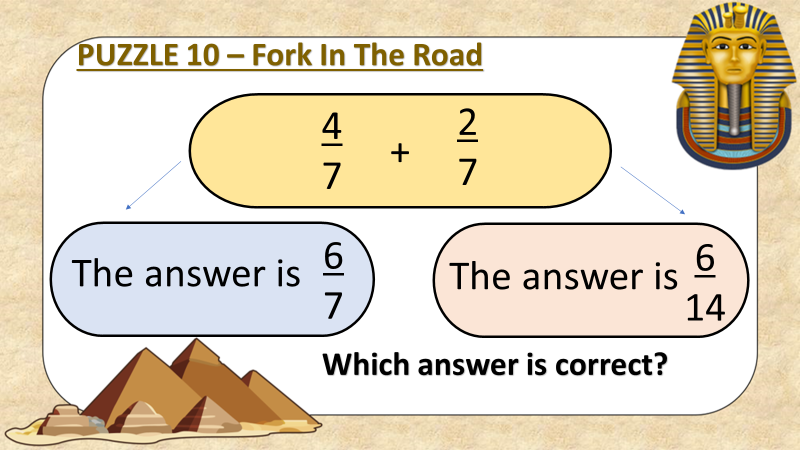 PUZZLE 10 – Fork In The Road
4/7 + 2/7
The answer is 6/7
The answer is 6/14
Which answer is correct?